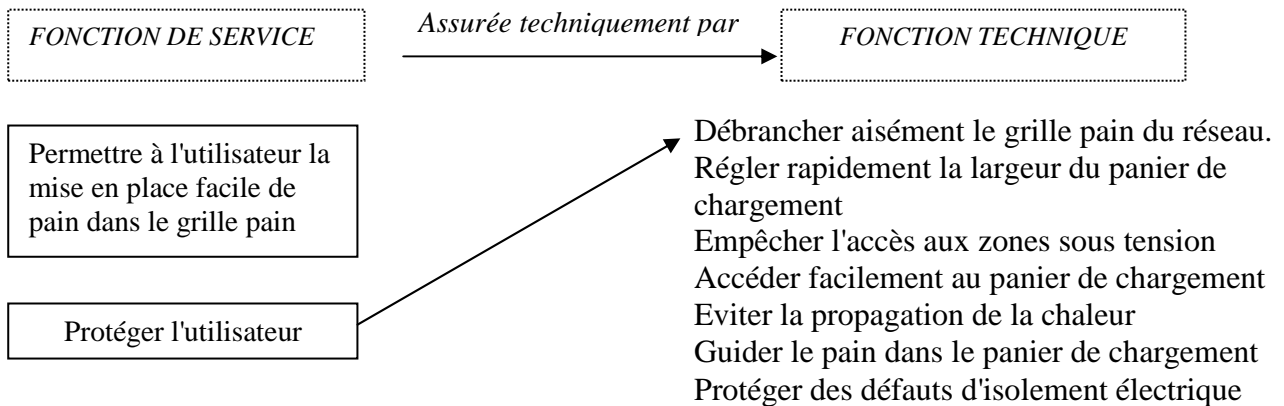 FONCTION DE SERVICE
Assurée techniquement par
FONCTION TECHNIQUE
Permettre à l'utilisateur la
mise en place facile de
pain dans le grille pain
Protéger l'utilisateur
Débrancher aisément le grille pain du réseau.
Régler rapidement la largeur du panier de
chargement
Empêcher l'accès aux zones sous tension
Accéder facilement au panier de chargement
Eviter la propagation de la chaleur
Guider le pain dans le panier de chargement
Protéger des défauts d'isolement électrique